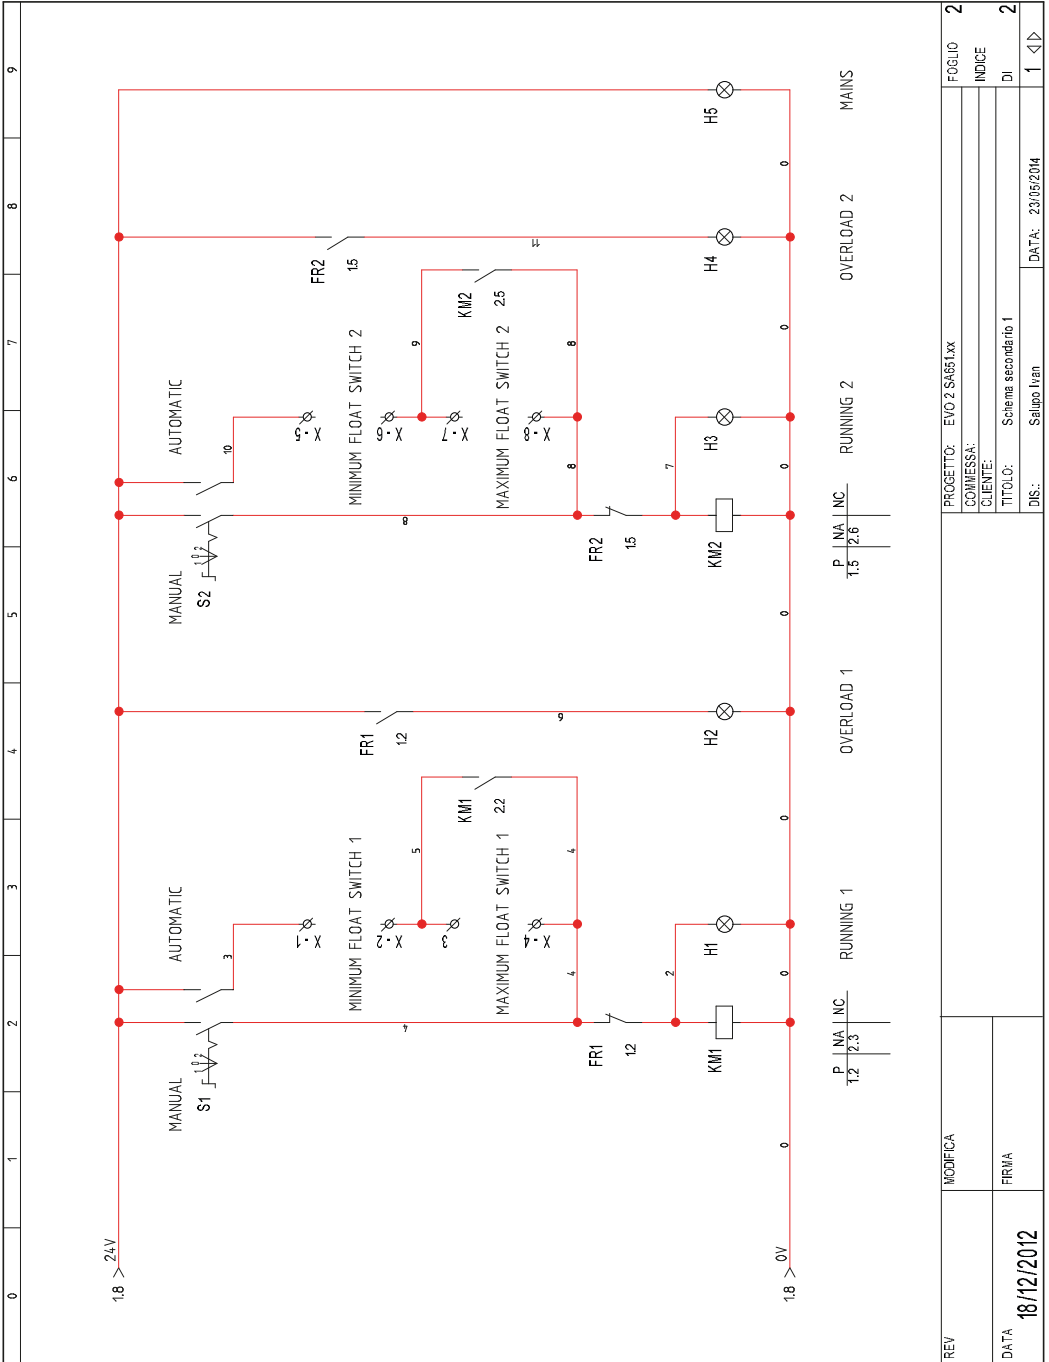 0 1 2 3 4 5 6 7 8 9
1.8 24V
MANUAL AUTOMATIC
S1 1 0 2
3
X - 1
MINIMUM FLOAT SWITCH 1
X - 2
5
3
KM1
2.2
MAXIMUM FLOAT SWITCH 1
X - 4
4
4
4
FR1
1.2
2
KM1
H1
FR1
1.2
6
H2
MANUAL AUTOMATIC
S2 1 0 2
10
X - 5
MINIMUM FLOAT SWITCH 2
X - 6
9
X - 7
KM2
2.5
MAXIMUM FLOAT SWITCH 2
X - 8
8
8
8
FR2
1.5
7
KM2
H3
FR2
1.5
11
H4
H5
1.8 0V
0 0 0 0 0 0 0
RUNNING 1 OVERLOAD 1 RUNNING 2 OVERLOAD 2 MAINS
P NA NC
1.2 2.3
P NA NC
1.5 2.6
REV MODIFICA
DATA FIRMA
18/12/2012
PROGETTO: EVO 2 SA651.xx
COMMESSA:
CLIENTE:
TITOLO: Schema secondario 1
DIS.: Salupo Ivan DATA: 23/05/2014
FOGLIO 2
INDICE
DI 2
1